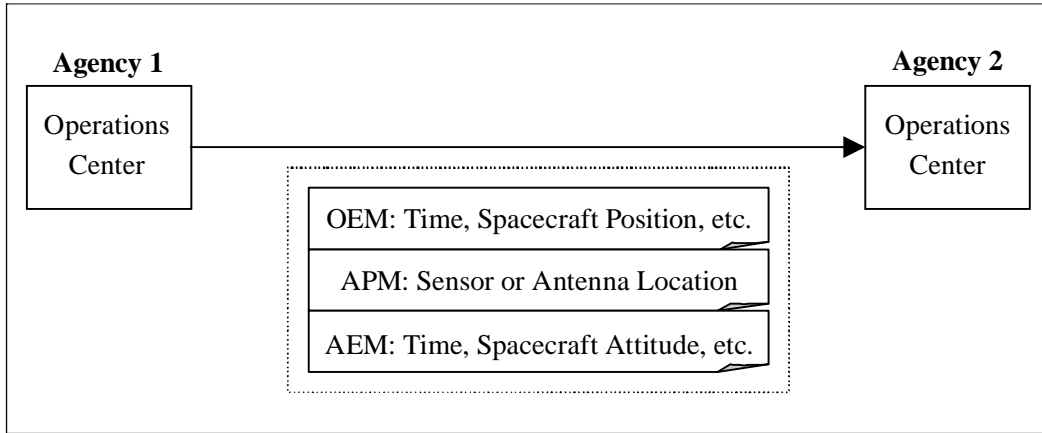 Agency 1
Operations
Center
Agency 2
Operations
Center
OEM: Time, Spacecraft Position, etc.
APM: Sensor or Antenna Location
AEM: Time, Spacecraft Attitude, etc.